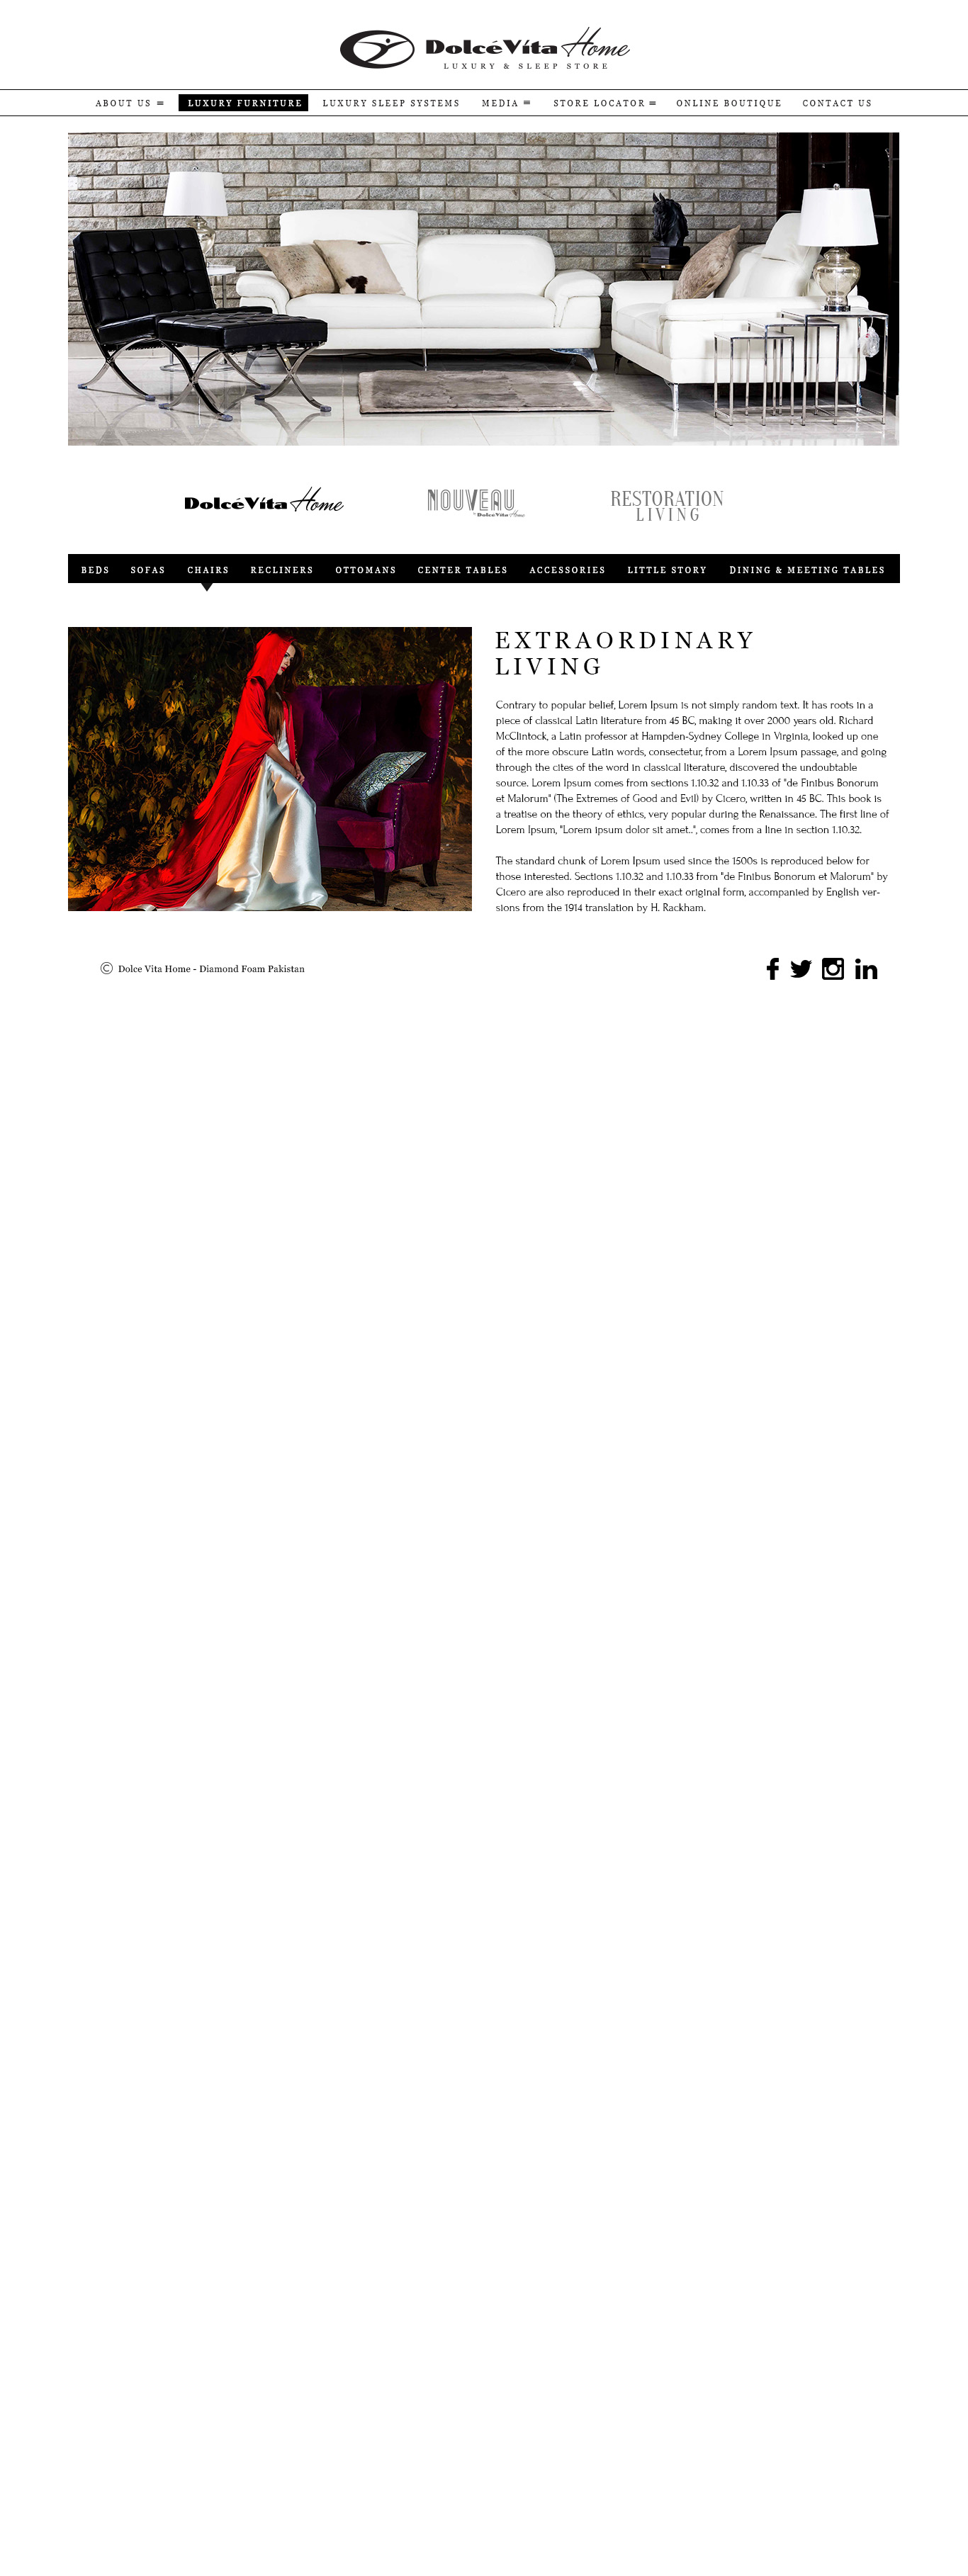 DolcéVíta Home
LUXURY & SLEEP STORE
ABOUT US LUXURY FURNITURE LUXURY SLEEP SYSTEMS MEDIA STORE LOCATOR ONLINE BOUTIQUE CONTACT US
DolcéVíta Home
NOUVEAU
by DolceVita Home
RESTORATION
LIVING
BEDS SOFAS CHAIRS RECLINERS OTTOMANS CENTER TABLES ACCESSORIES LITTLE STORY DINING & MEETING TABLES
EXTRAORDINARY
LIVING
Contrary to popular belief, Lorem Ipsum is not simply random text. It has roots in a
piece of classical Latin literature from 45 BC, making it over 2000 years old. Richard
McClintock, a Latin professor at Hampden-Sydney College in Virginia, looked up one
of the more obscure Latin words, consectetur, from a Lorem Ipsum passage, and going
through the cites of the word in classical literature, discovered the undoubtable
source. Lorem Ipsum comes from sections 1.10.32 and 1.10.33 of "de Finibus Bonorum
et Malorum" (The Extremes of Good and Evil) by Cicero, written in 45 BC. This book is
a treatise on the theory of ethics, very popular during the Renaissance. The first line of
Lorem Ipsum, "Lorem ipsum dolor sit amet..", comes from a line in section 1.10.32.
The standard chunk of Lorem Ipsum used since the 1500s is reproduced below for
those interested. Sections 1.10.32 and 1.10.33 from "de Finibus Bonorum et Malorum" by
Cicero are also reproduced in their exact original form, accompanied by English ver-
sions from the 1914 translation by H. Rackham.
© Dolce Vita Home - Diamond Foam Pakistan